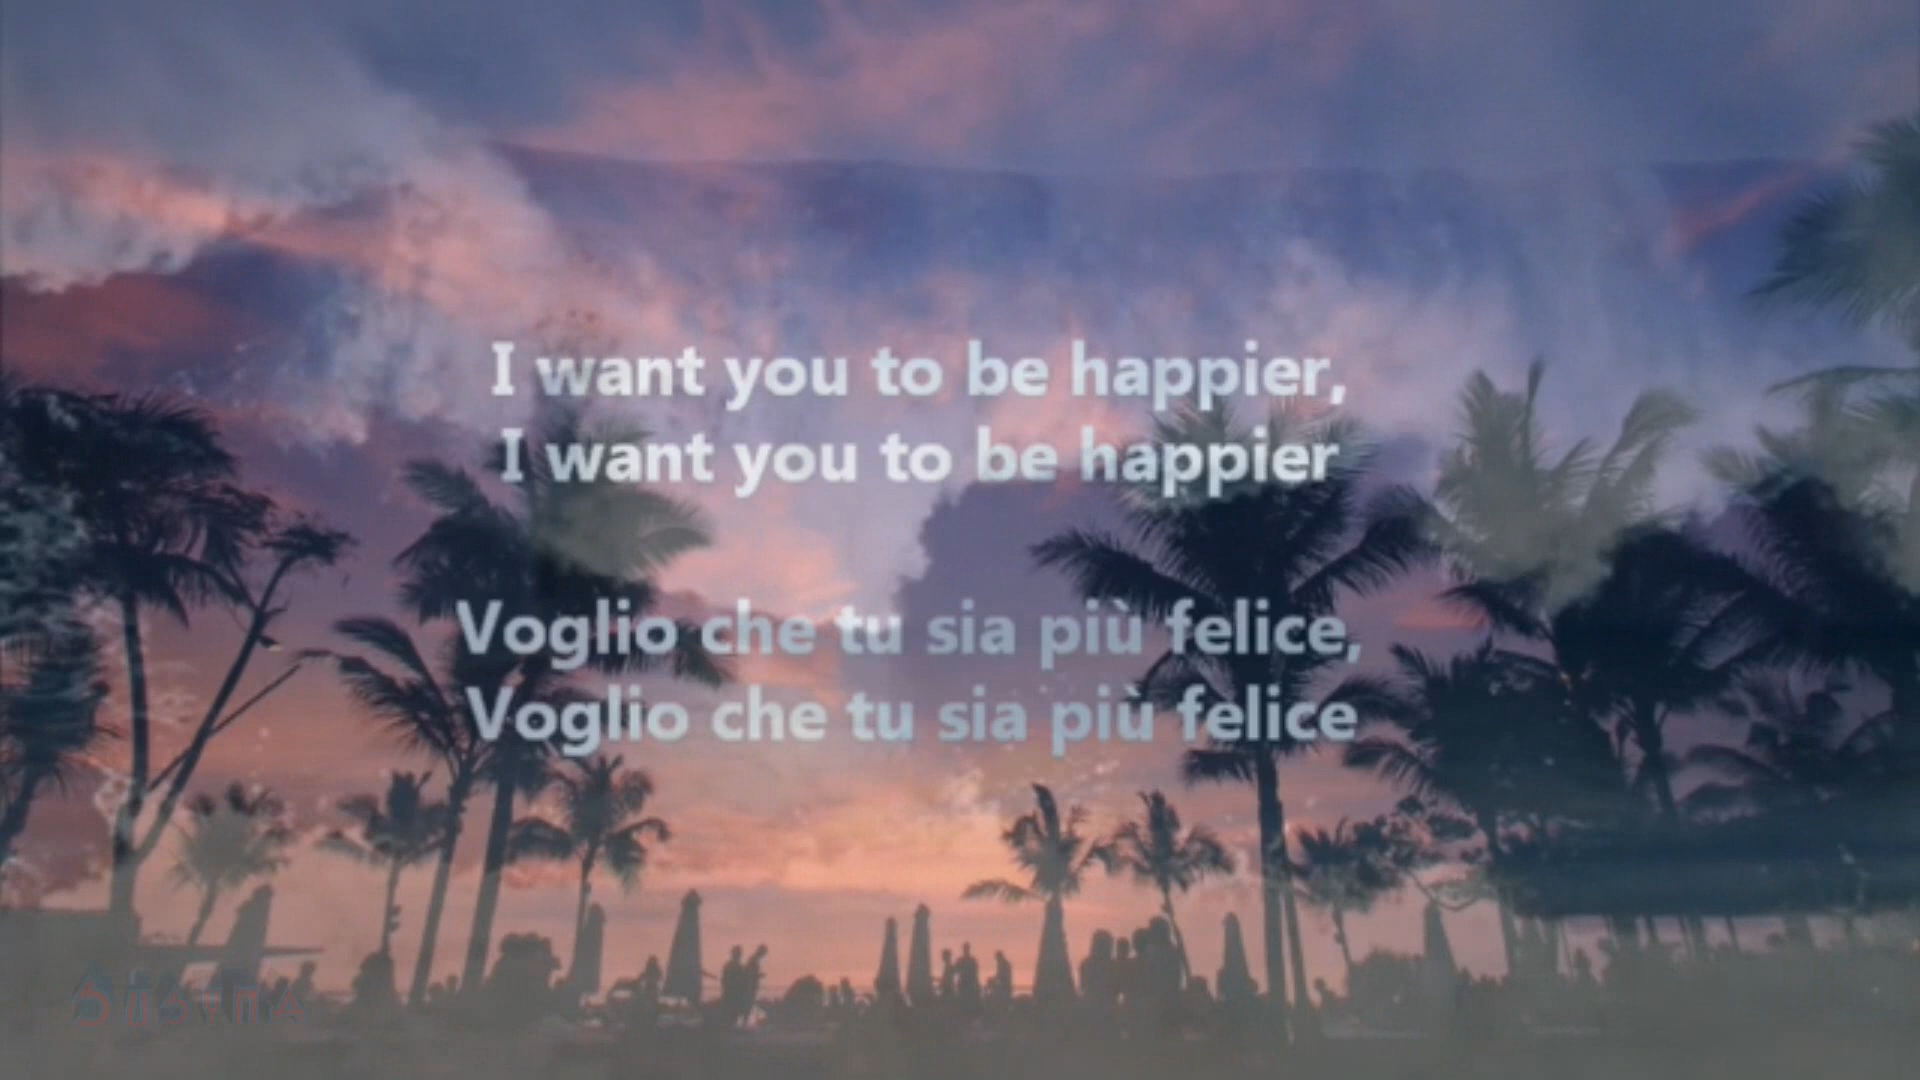 I want you to be happier,
I want you to be happier
Voglio che tu sia più felice,
Voglio che tu sia più felice